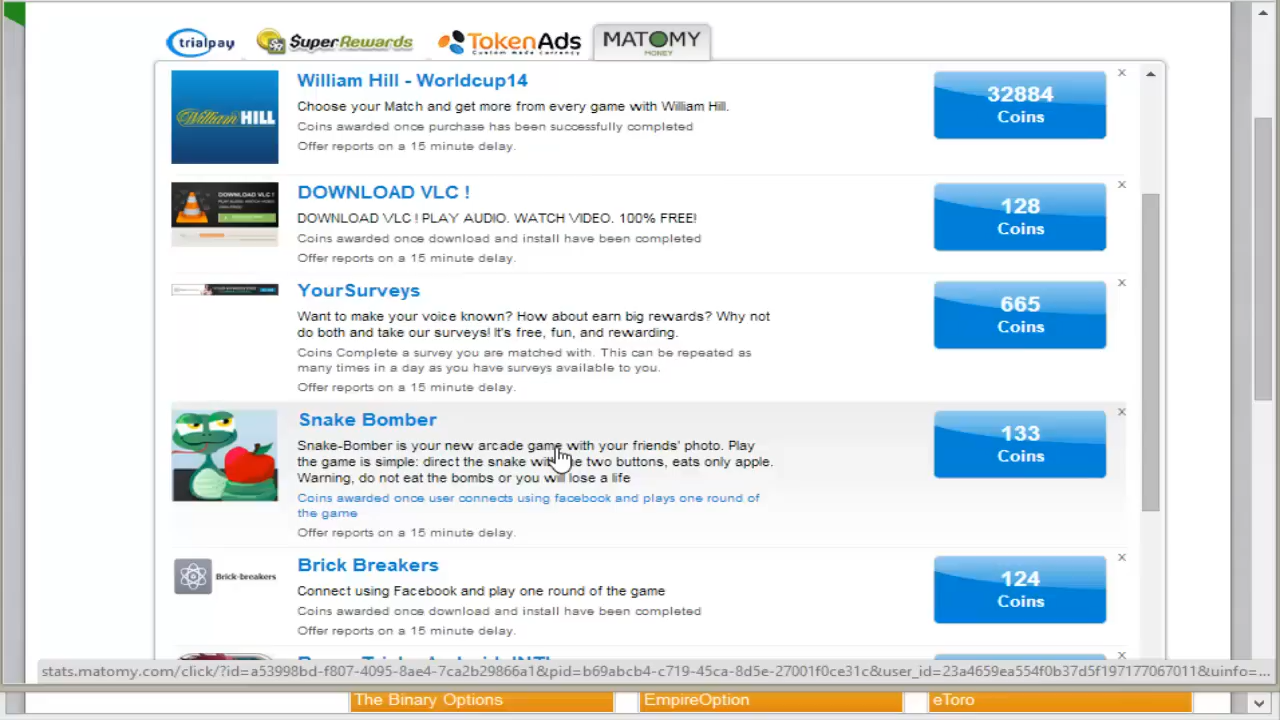 trialpay
SuperRewards
TokenAds
Custom made currency
MATOMY
MONEY
William Hill - Worldcup14
Choose your Match and get more from every game with William Hill.
Coins awarded once purchase has been successfully completed
Offer reports on a 15 minute delay.
32884
Coins
x
William HILL
DOWNLOAD VLC !
DOWNLOAD VLC ! PLAY AUDIO. WATCH VIDEO. 100% FREE!
Coins awarded once download and install have been completed
Offer reports on a 15 minute delay.
128
Coins
x
DOWNLOAD VLC !
YourSurveys
Want to make your voice known? How about earn big rewards? Why not
do both and take our surveys! It's free, fun, and rewarding.
Coins Complete a survey you are matched with. This can be repeated as
many times in a day as you have surveys available to you.
Offer reports on a 15 minute delay.
665
Coins
x
Snake Bomber
Snake-Bomber is your new arcade game with your friends' photo. Play
the game is simple: direct the snake with the two buttons, eats only apple.
Warning, do not eat the bombs or you will lose a life
Coins awarded once user connects using facebook and plays one round of
the game
Offer reports on a 15 minute delay.
133
Coins
x
Brick-breakers
Brick Breakers
Connect using Facebook and play one round of the game
Coins awarded once download and install have been completed
Offer reports on a 15 minute delay.
124
Coins
x
x
stats.matomy.com/click/?id=a53998bd-f807-4095-8ae4-7ca2b29866a1&pid=b69abcb4-c719-45ca-8d5e-27001f0ce31c&user_id=23a4659ea554f0b37d5f197177067011&uinfo=...
The Binary Options
EmpireOption
eToro